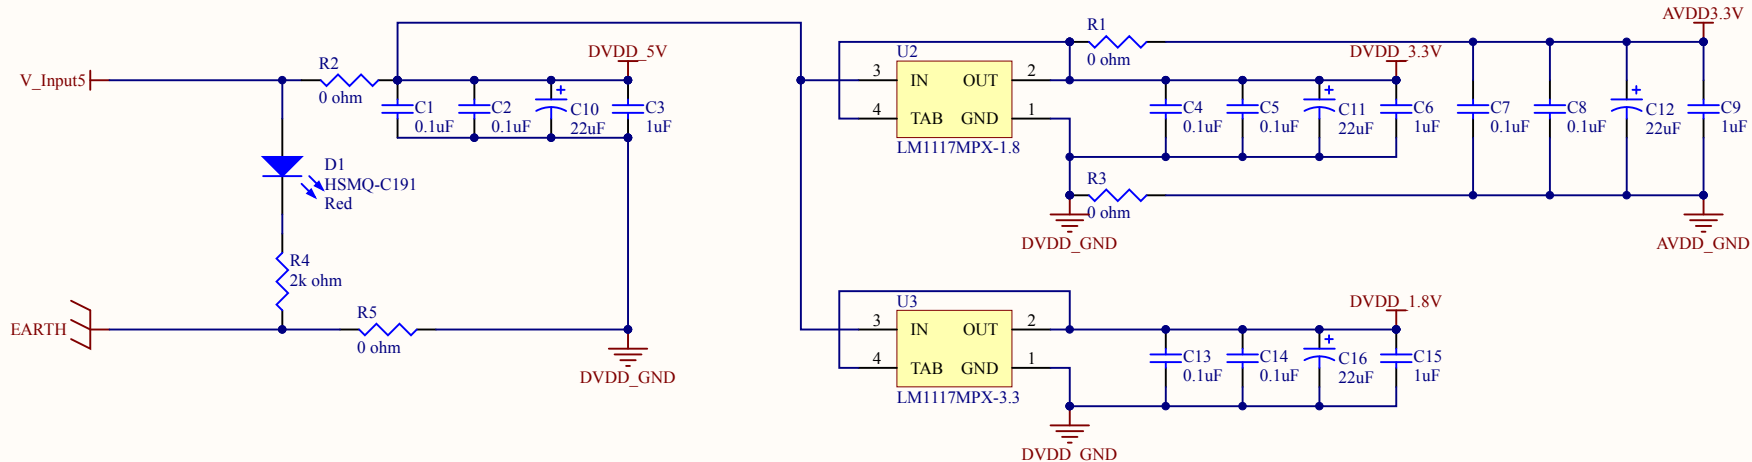 V_Input5
R2
0 ohm
DVDD_5V
C1
0.1uF
C2
0.1uF
C10
22uF
C3
1uF
D1
HSMQ-C191
Red
R4
2k ohm
EARTH
R5
0 ohm
DVDD_GND
U2
3 IN OUT 2
4 TAB GND 1
LM1117MPX-1.8
R1
0 ohm
DVDD_3.3V
AVDD3.3V
C4
0.1uF
C5
0.1uF
C11
22uF
C6
1uF
C7
0.1uF
C8
0.1uF
C12
22uF
C9
1uF
R3
0 ohm
DVDD_GND
AVDD_GND
U3
3 IN OUT 2
4 TAB GND 1
LM1117MPX-3.3
DVDD_1.8V
C13
0.1uF
C14
0.1uF
C16
22uF
C15
1uF
DVDD_GND